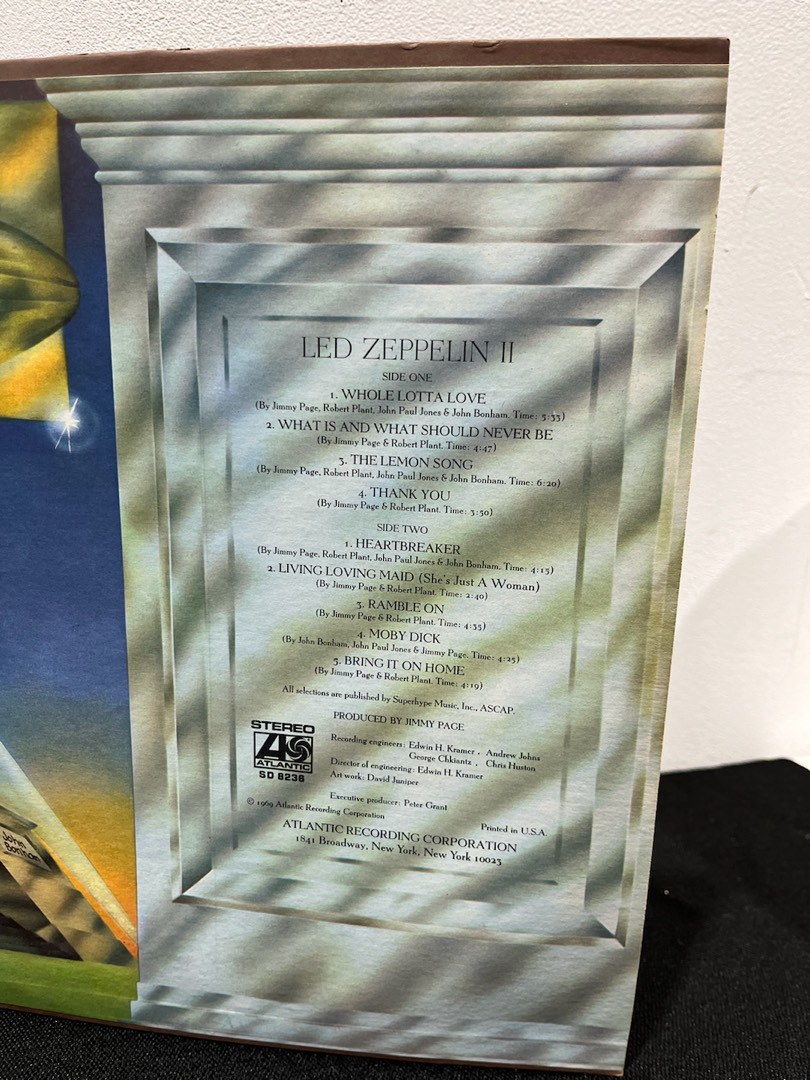 LED ZEPPELIN II
SIDE ONE
1. WHOLE LOTTA LOVE
(By Jimmy Page, Robert Plant, John Paul Jones & John Bonham. Time: 5:33)
2. WHAT IS AND WHAT SHOULD NEVER BE
(By Jimmy Page & Robert Plant. Time: 4:47)
3. THE LEMON SONG
(By Jimmy Page, Robert Plant, John Paul Jones & John Bonham. Time: 6:20)
4. THANK YOU
(By Jimmy Page & Robert Plant. Time: 3:50)
SIDE TWO
1. HEARTBREAKER
(By Jimmy Page, Robert Plant, John Paul Jones & John Bonham. Time: 4:15)
2. LIVING LOVING MAID (She's Just A Woman)
(By Jimmy Page & Robert Plant. Time: 2:40)
3. RAMBLE ON
(By Jimmy Page & Robert Plant. Time: 4:35)
4. MOBY DICK
(By John Bonham, John Paul Jones & Jimmy Page. Time: 4:25)
5. BRING IT ON HOME
(By Jimmy Page & Robert Plant. Time: 4:19)
All selections are published by Superhype Music, Inc., ASCAP.
PRODUCED BY JIMMY PAGE
STEREO
ATLANTIC
SD 8236
Recording engineers: Edwin H. Kramer . Andrew Johns
George Chkiantz . Chris Huston
Director of engineering: Edwin H. Kramer
Art work: David Juniper
Executive producer: Peter Grant
© 1969 Atlantic Recording Corporation
Printed in U.S.A.
ATLANTIC RECORDING CORPORATION
1841 Broadway, New York, New York 10023
John
Bonham